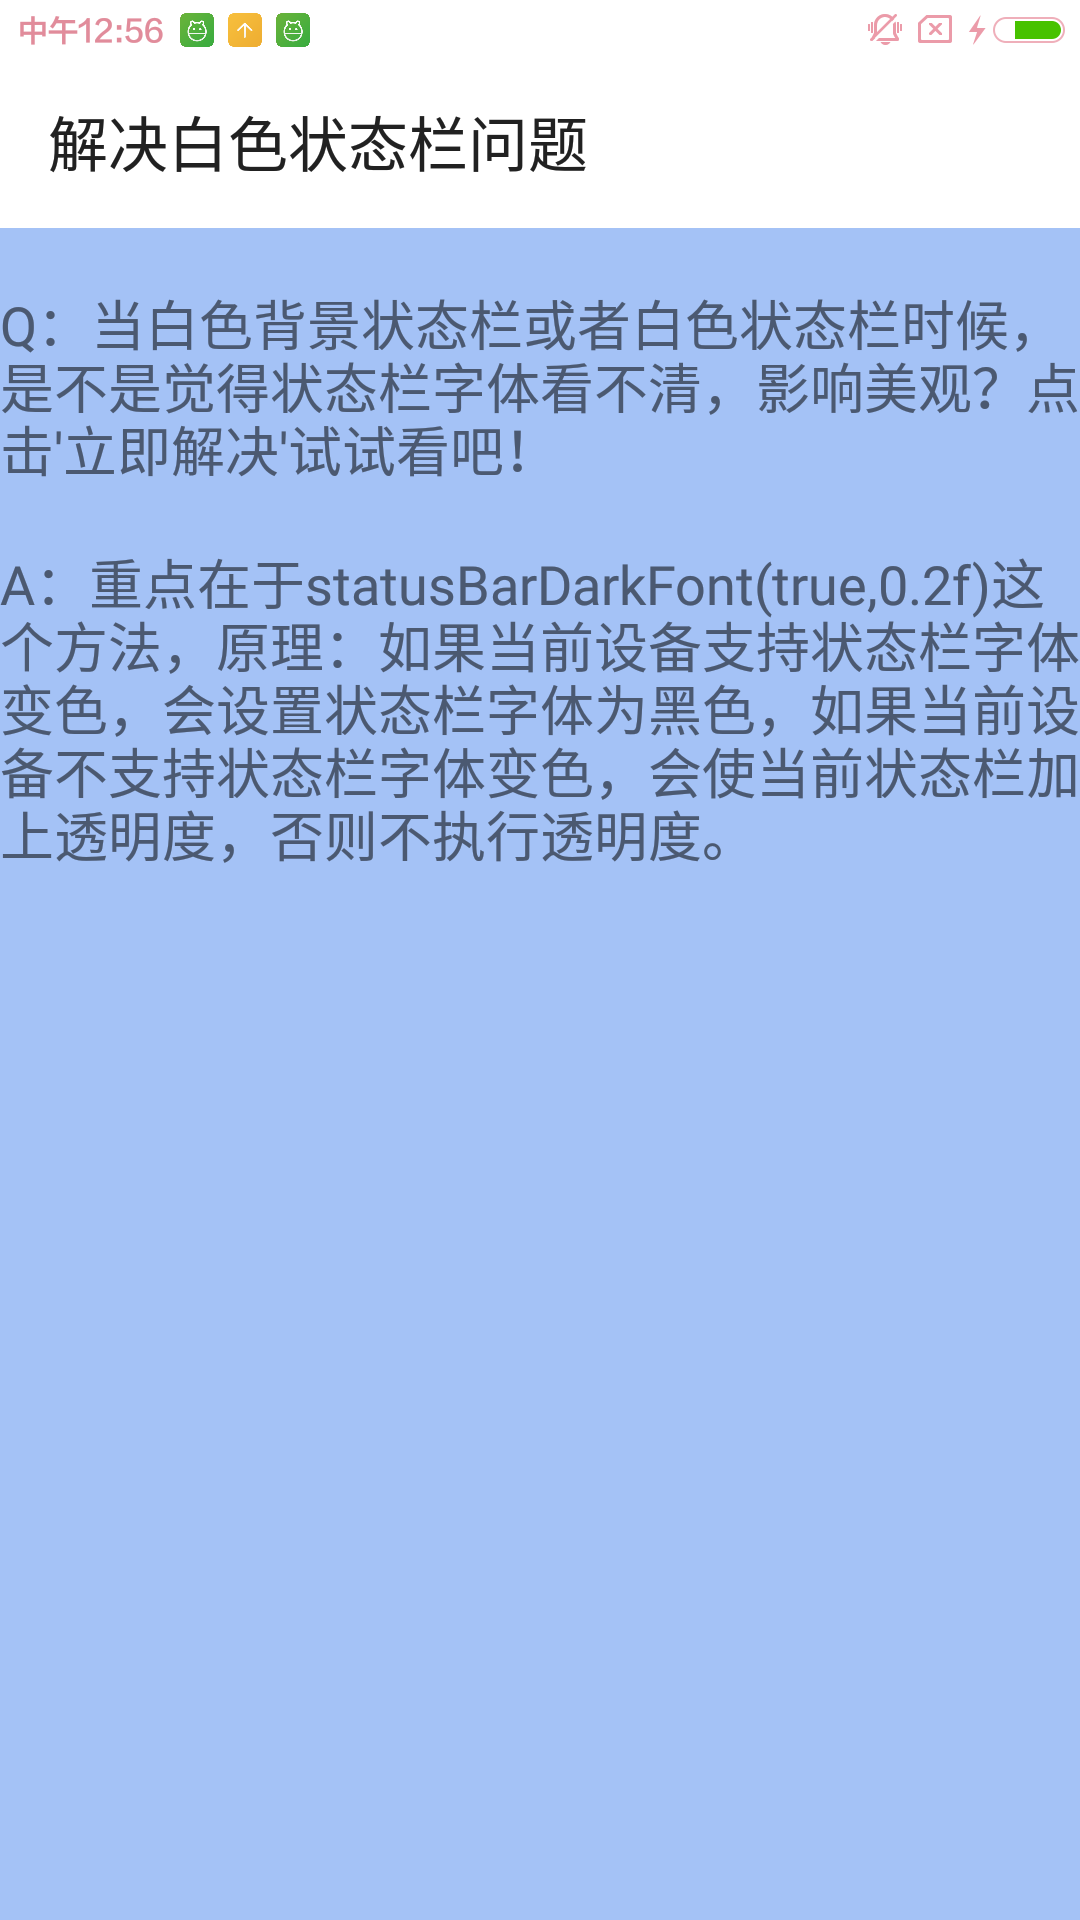 中午12:56
解决白色状态栏问题
Q：当白色背景状态栏或者白色状态栏时候，
是不是觉得状态栏字体看不清，影响美观？点
击'立即解决'试试看吧！
A：重点在于statusBarDarkFont(true,0.2f)这
个方法，原理：如果当前设备支持状态栏字体
变色，会设置状态栏字体为黑色，如果当前设
备不支持状态栏字体变色，会使当前状态栏加
上透明度，否则不执行透明度。